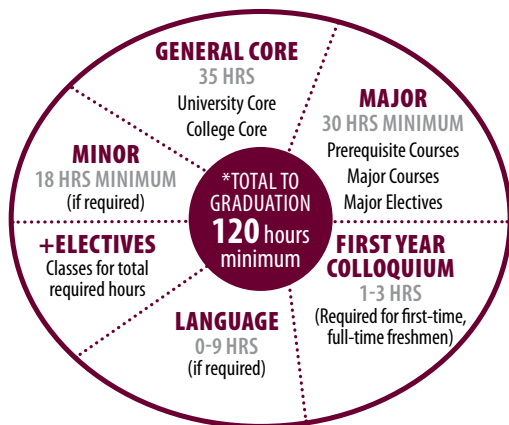 GENERAL CORE
35 HRS
University Core
College Core
MAJOR
30 HRS MINIMUM
Prerequisite Courses
Major Courses
Major Electives
FIRST YEAR
COLLOQUIUM
1-3 HRS
(Required for first-time,
full-time freshmen)
LANGUAGE
0-9 HRS
(if required)
+ELECTIVES
Classes for total
required hours
MINOR
18 HRS MINIMUM
(if required)
*TOTAL TO
GRADUATION
120 hours
minimum